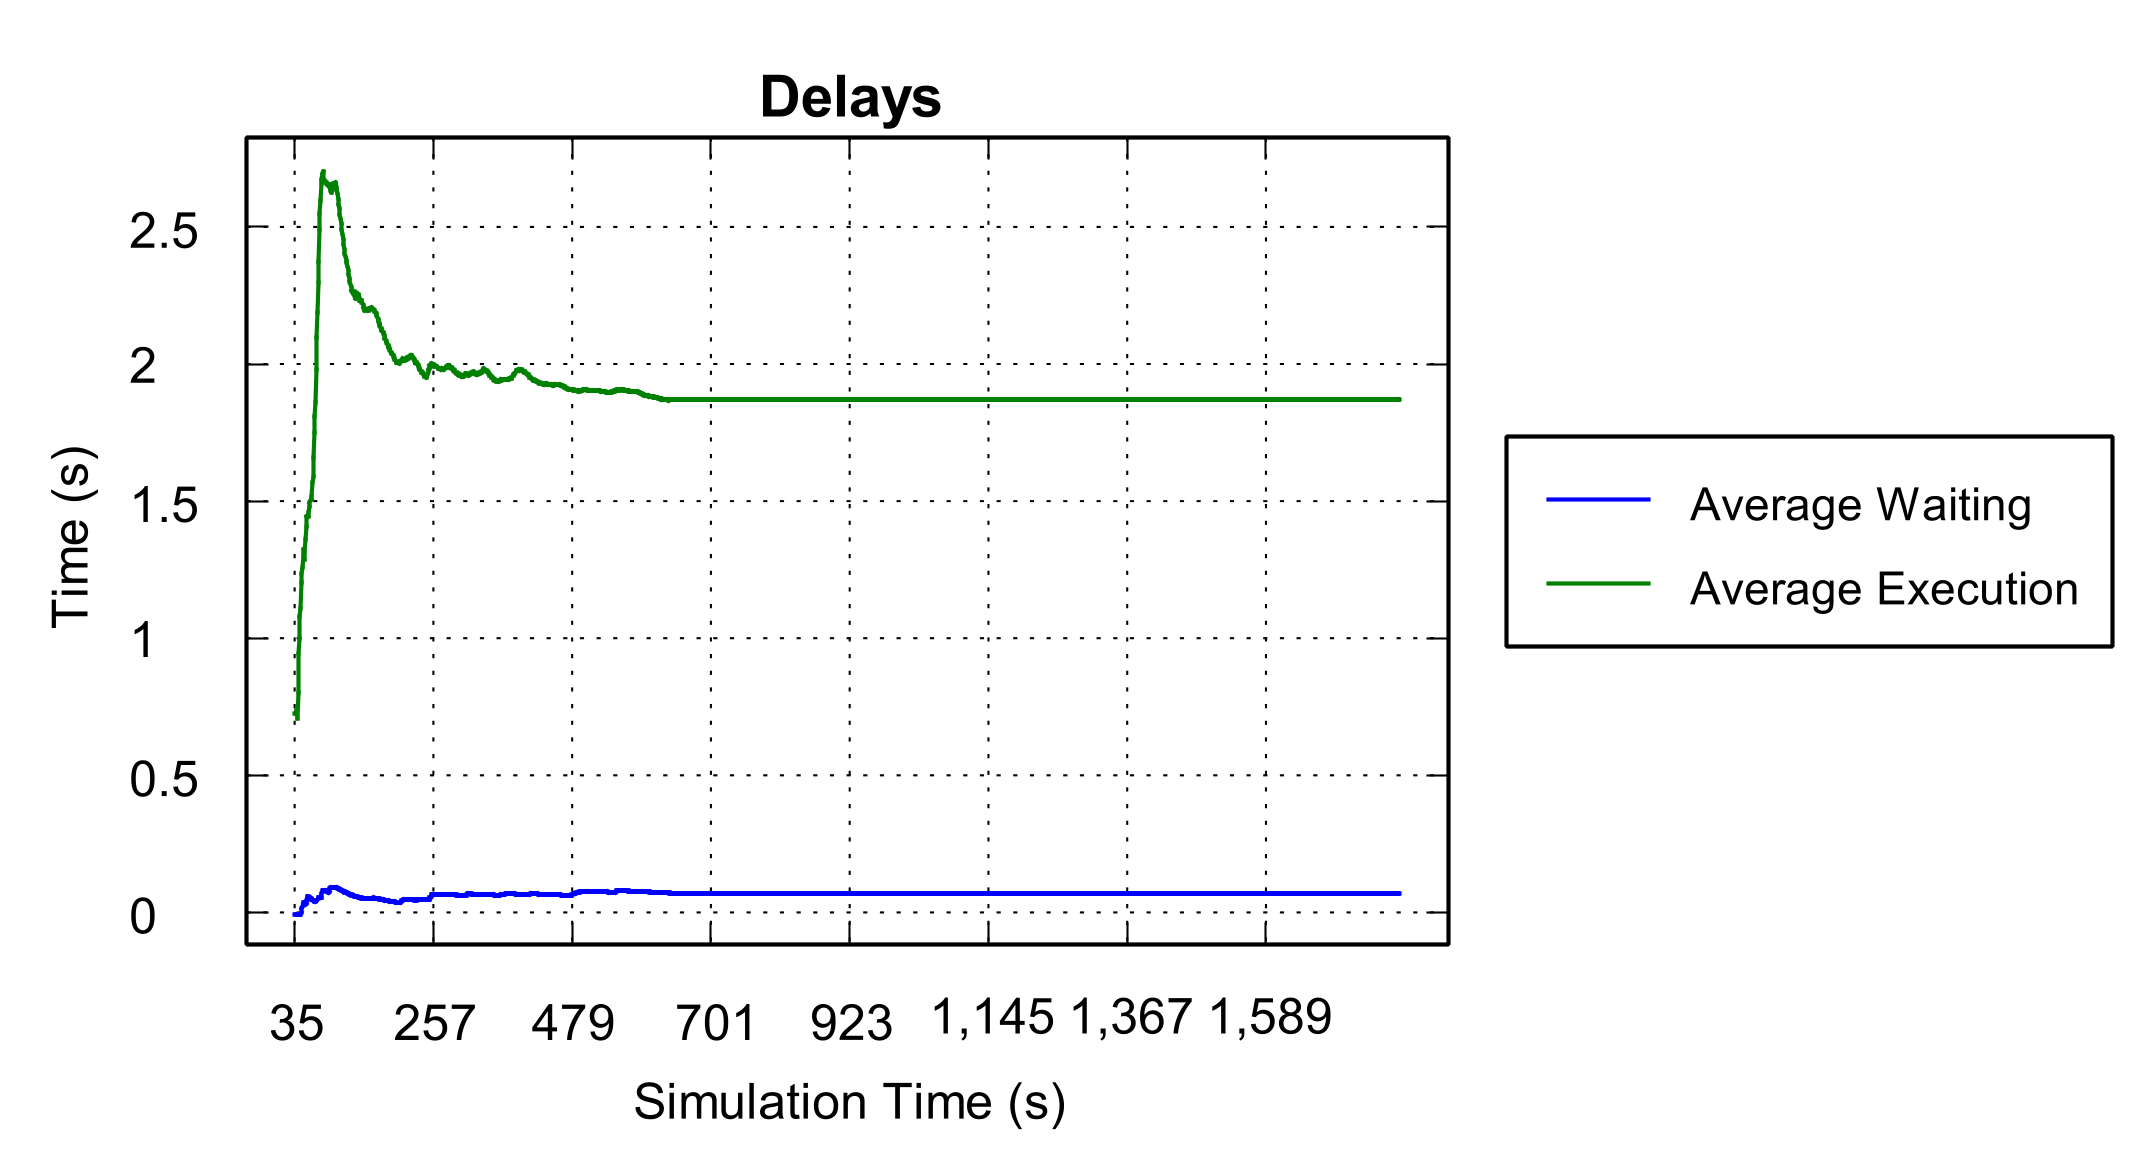 Delays
2.5
2
1.5
1
0.5
0
Time (s)
35 257 479 701 923 1,145 1,367 1,589
Simulation Time (s)
Average Waiting
Average Execution